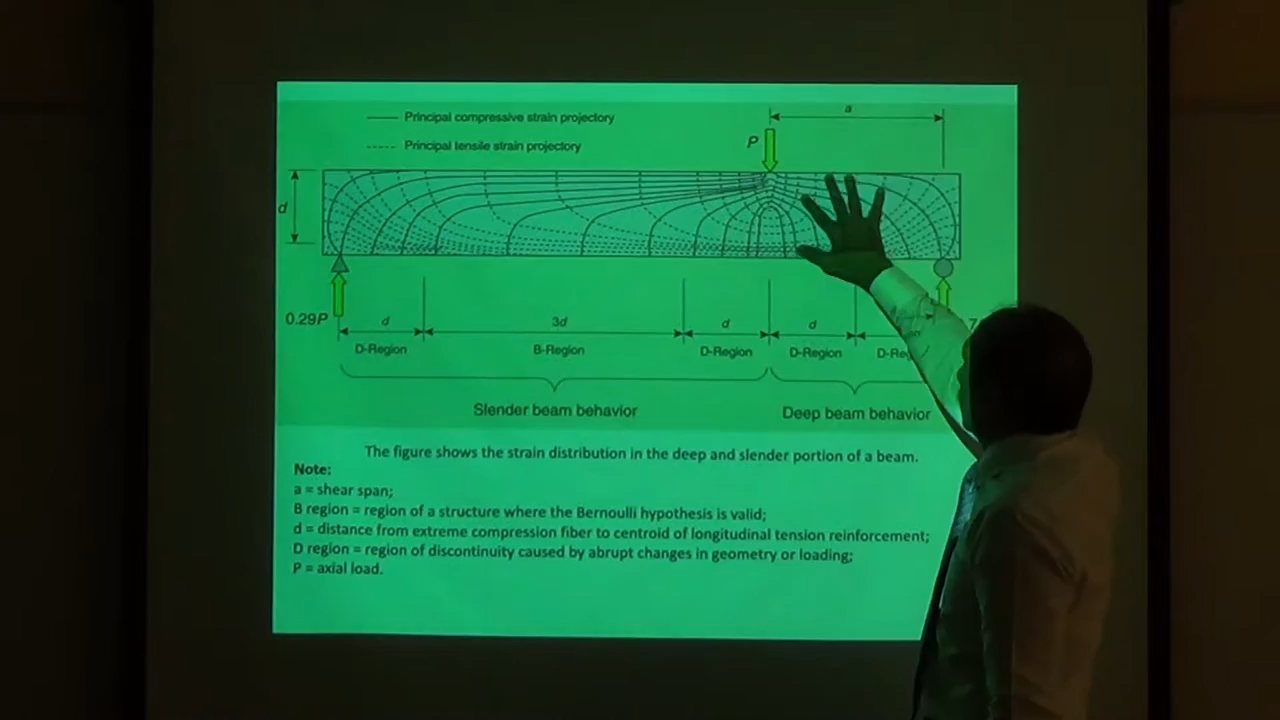 Principal compressive strain projectory
Principal tensile strain projectory
P
a
d
0.29P
d
3d
d
d
D-Region
B-Region
D-Region
D-Region
Slender beam behavior
Deep beam behavior
The figure shows the strain distribution in the deep and slender portion of a beam.
Note:
a = shear span;
B region = region of a structure where the Bernoulli hypothesis is valid;
d = distance from extreme compression fiber to centroid of longitudinal tension reinforcement;
D region = region of discontinuity caused by abrupt changes in geometry or loading;
P = axial load.